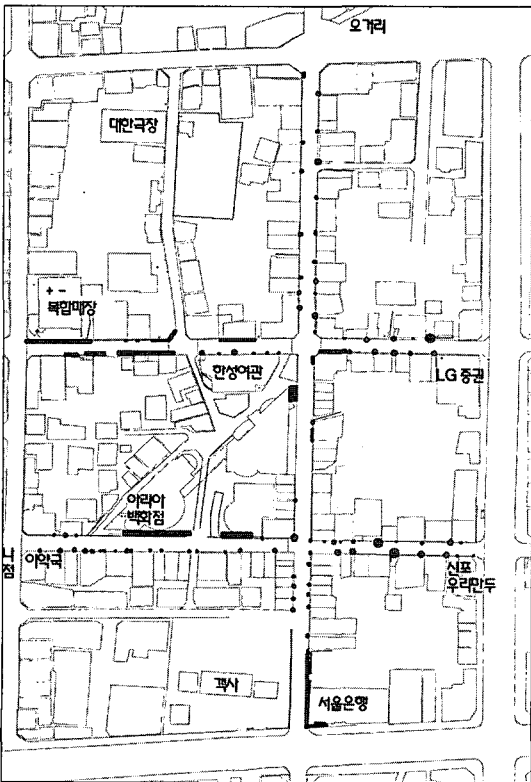 오거리
대한극장
+ -
복합매장
한성여관
LG 증권
아리아
백화점
나
점
이약국
신포
우리만두
객사
서울은행